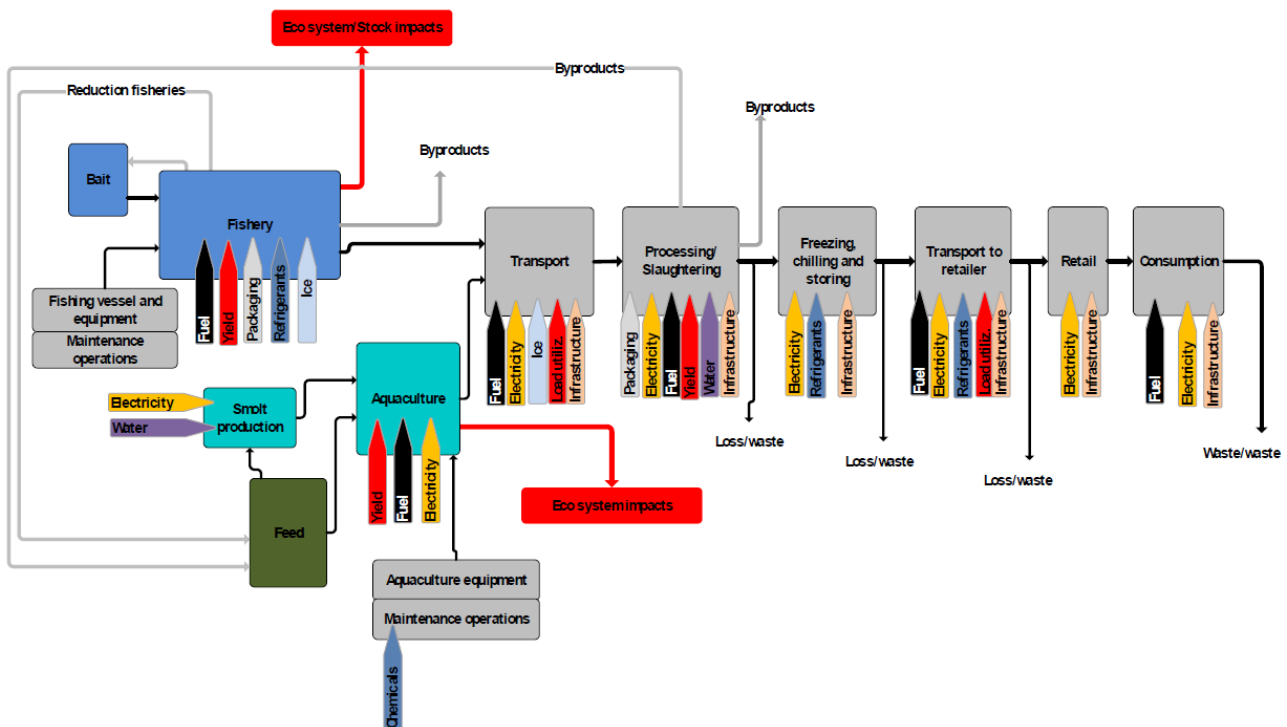 Eco system/Stock impacts
Byproducts
Reduction fisheries
Byproducts
Byproducts
Bait
Fishery
Fuel
Yield
Packaging
Refrigerants
Ice
Fishing vessel and
equipment
Maintenance
operations
Transport
Fuel
Electricity
Ice
Load utiliz.
Infrastructure
Processing/
Slaughtering
Packaging
Electricity
Fuel
Yield
Water
Infrastructure
Freezing,
chilling and
storing
Electricity
Refrigerants
Infrastructure
Transport to
retailer
Fuel
Electricity
Refrigerants
Load utiliz.
Infrastructure
Retail
Electricity
Infrastructure
Consumption
Fuel
Electricity
Infrastructure
Electricity
Water
Smolt
production
Aquaculture
Yield
Fuel
Electricity
Loss/waste
Loss/waste
Loss/waste
Waste/waste
Feed
Eco system impacts
Aquaculture equipment
Maintenance operations
Chemicals